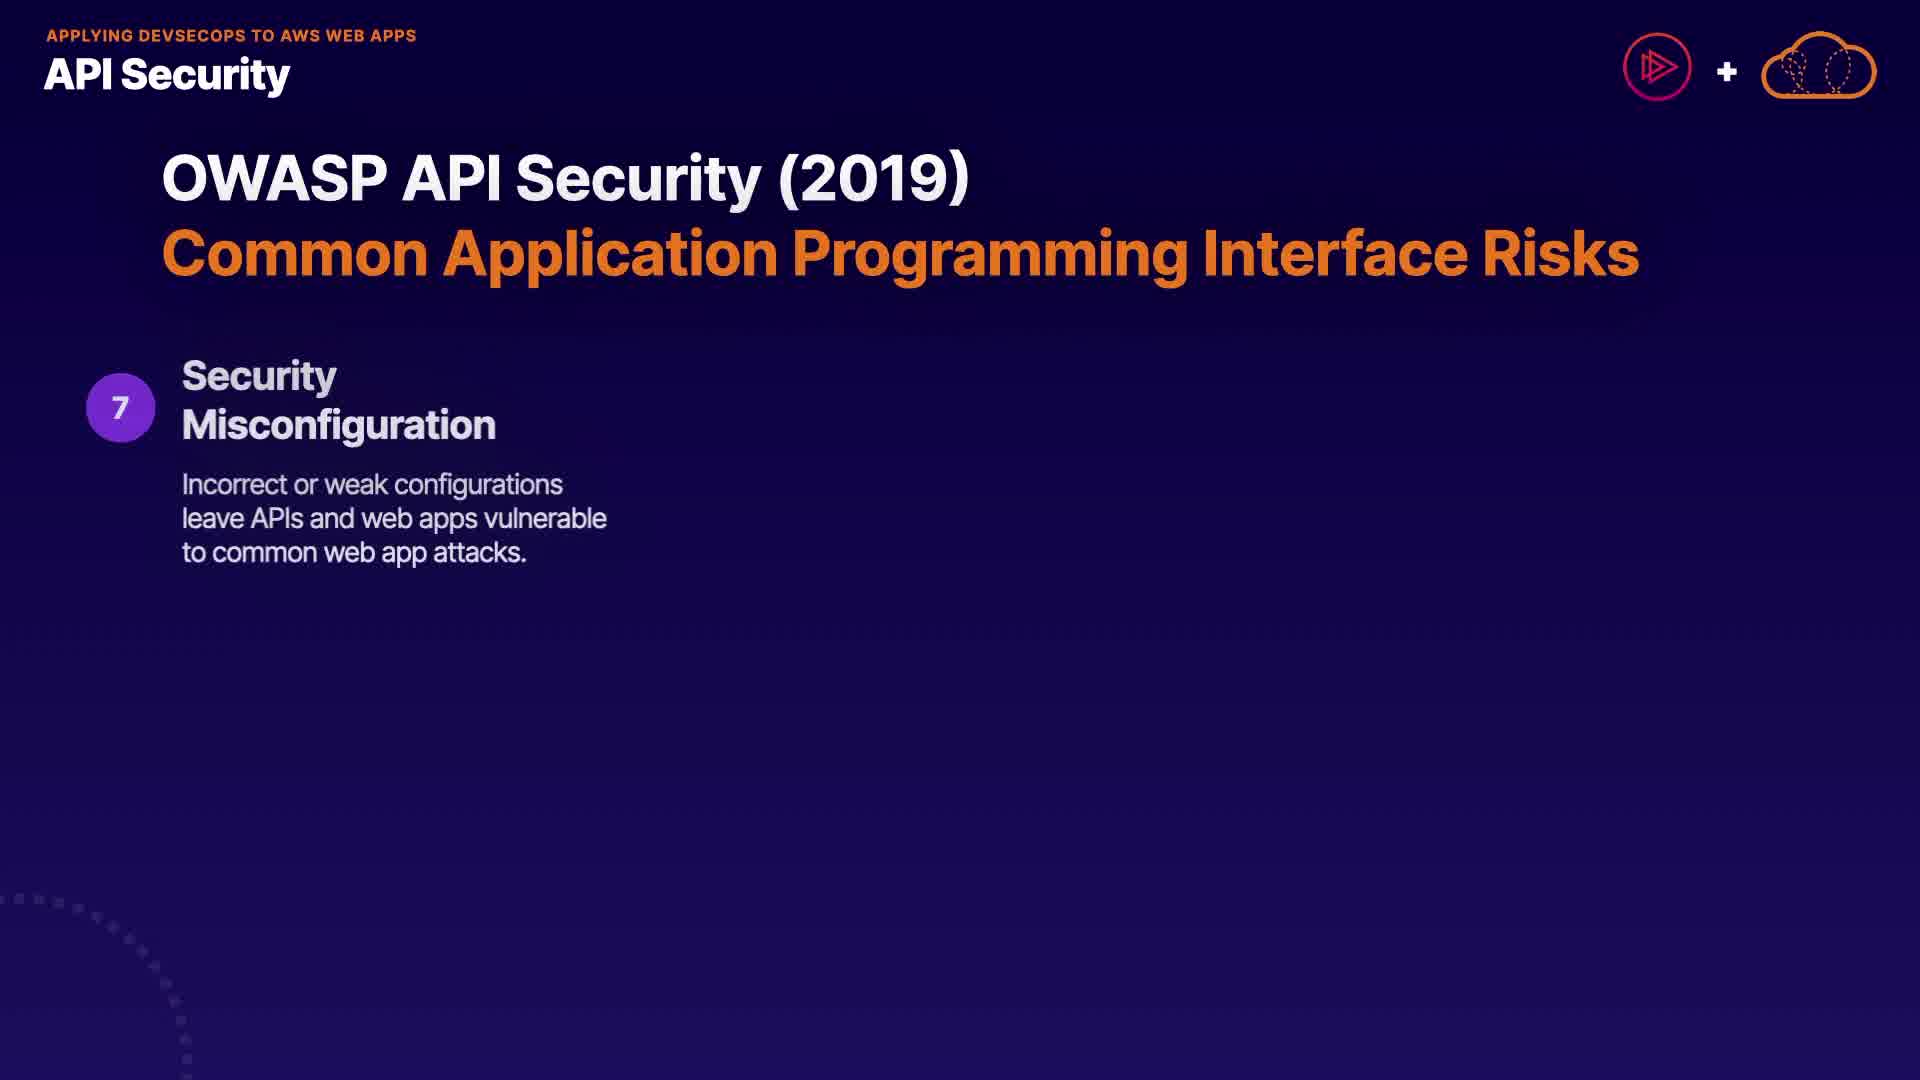 APPLYING DEVSECOPS TO AWS WEB APPS
API Security
+
OWASP API Security (2019)
Common Application Programming Interface Risks
7
Security
Misconfiguration
Incorrect or weak configurations
leave APIs and web apps vulnerable
to common web app attacks.